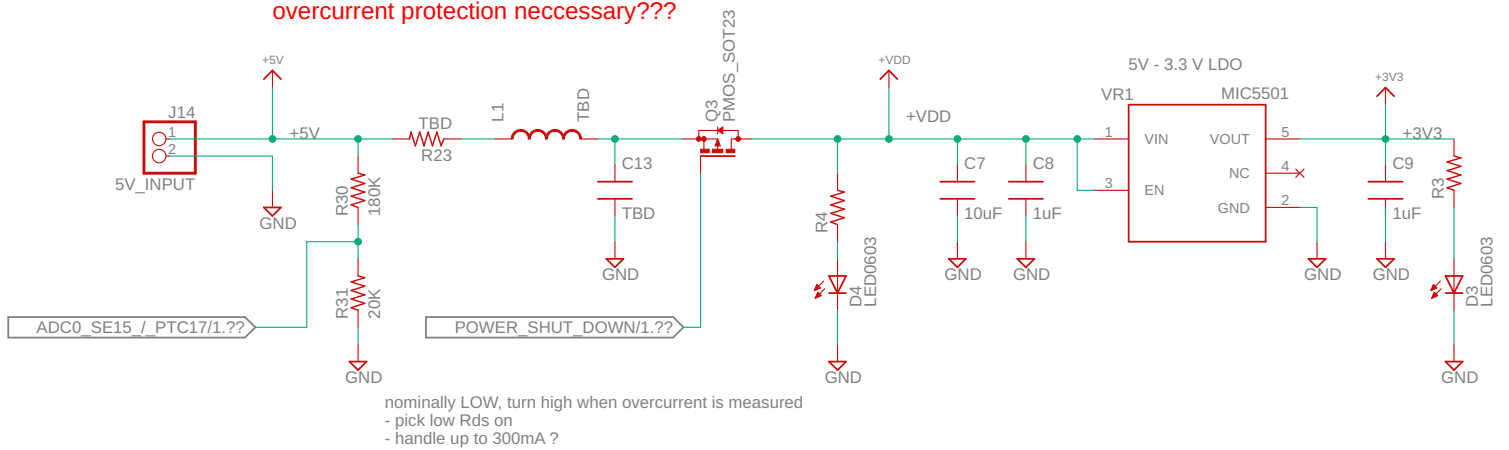 overcurrent protection neccessary???
+5V
J14
1
2
5V_INPUT
GND
+5V
R30
180K
R31
20K
GND
ADC0_SE15_/_PTC17/1.??
TBD
R23
L1
TBD
C13
TBD
GND
Q3
PMOS_SOT23
POWER_SHUT_DOWN/1.??
nominally LOW, turn high when overcurrent is measured
- pick low Rds on
- handle up to 300mA ?
R4
D4
LED0603
GND
+VDD
+VDD
C7
10uF
GND
C8
1uF
GND
5V - 3.3 V LDO
VR1
MIC5501
1
VIN
3
EN
VOUT
5
NC
4
GND
2
GND
+3V3
+3V3
C9
1uF
GND
R3
D3
LED0603
GND